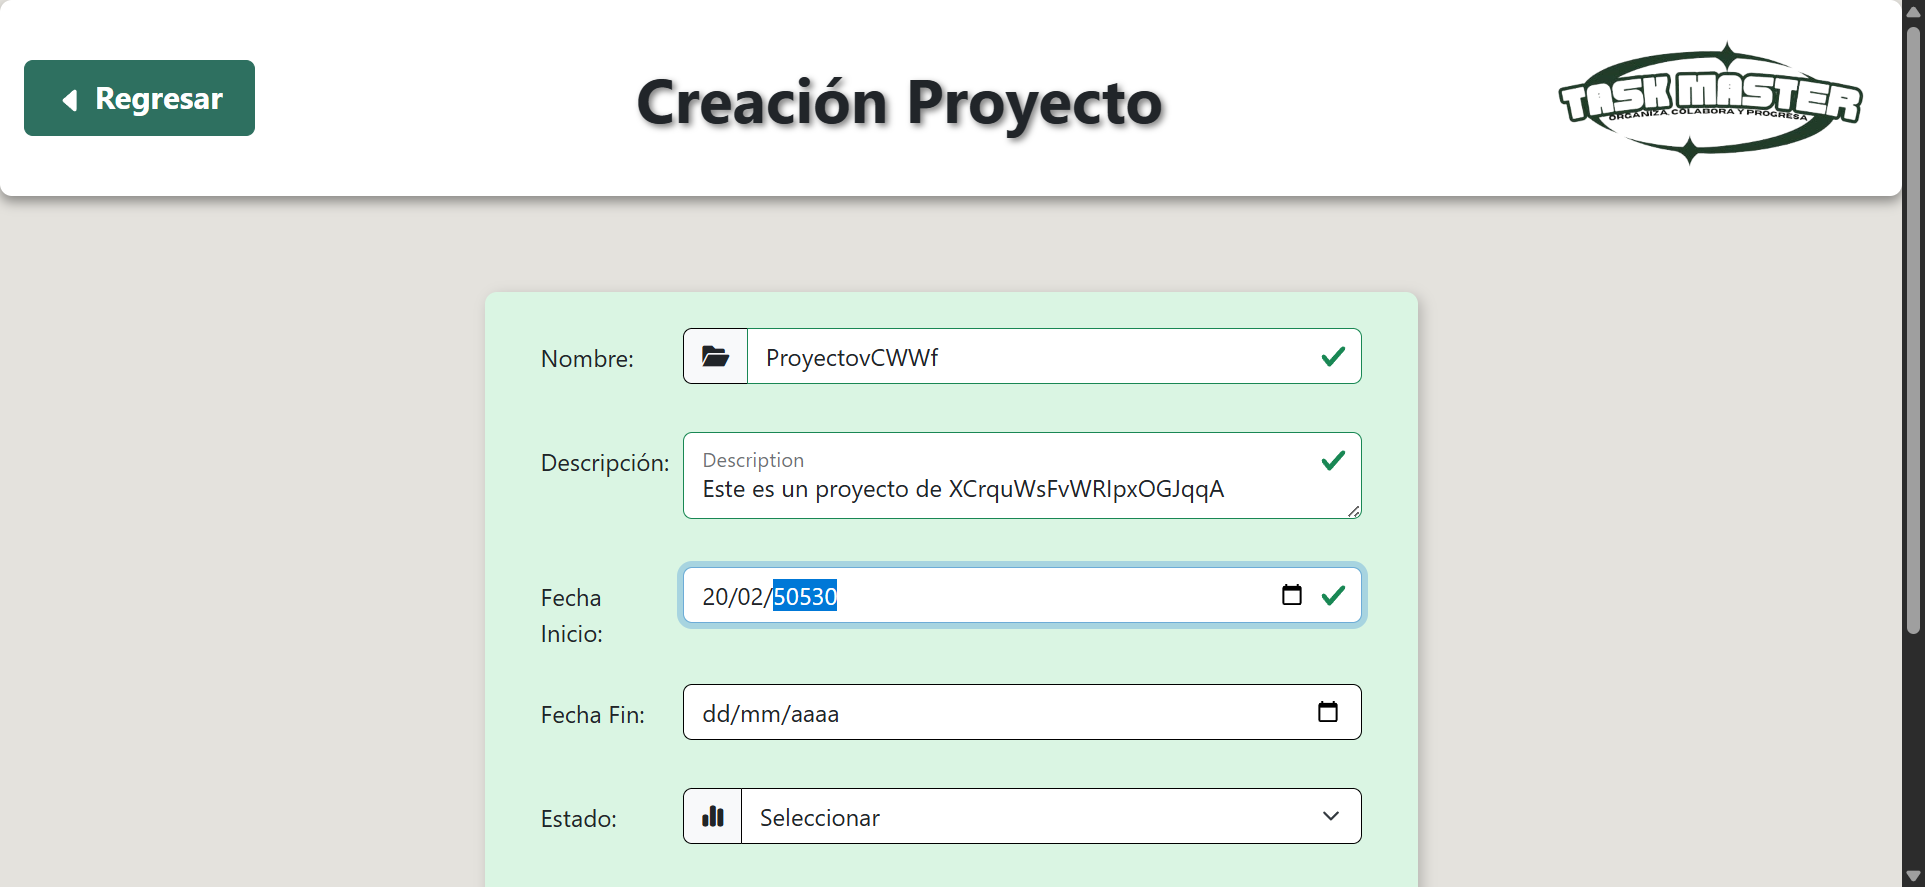 Regresar
Creación Proyecto
TASK MASTER
ORGANIZA, COLABORA Y PROGRESA
Nombre:
ProyectovCWWf
Descripción:
Description
Este es un proyecto de XCrquWsFvWRIpxOGJqqA
Fecha
Inicio:
20/02/50530
Fecha Fin:
dd/mm/aaaa
Estado:
Seleccionar